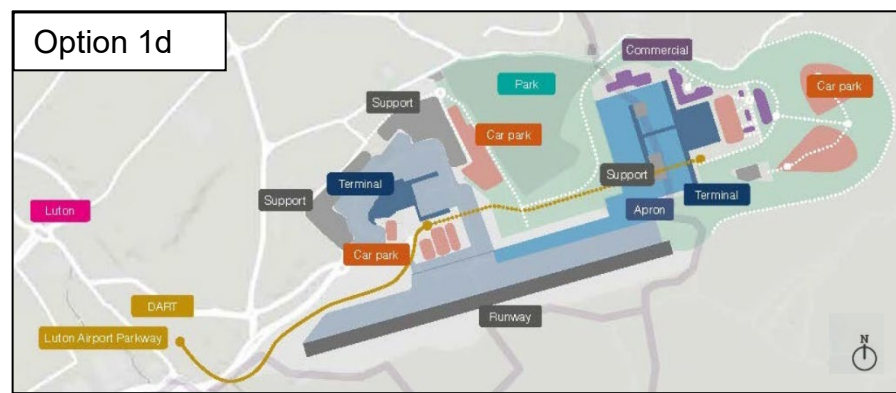 Option 1d
Commercial
Park
Car park
Support
Car park
Terminal
Support
Support
Terminal
Luton
Apron
Car park
DART
Runway
Luton Airport Parkway
N